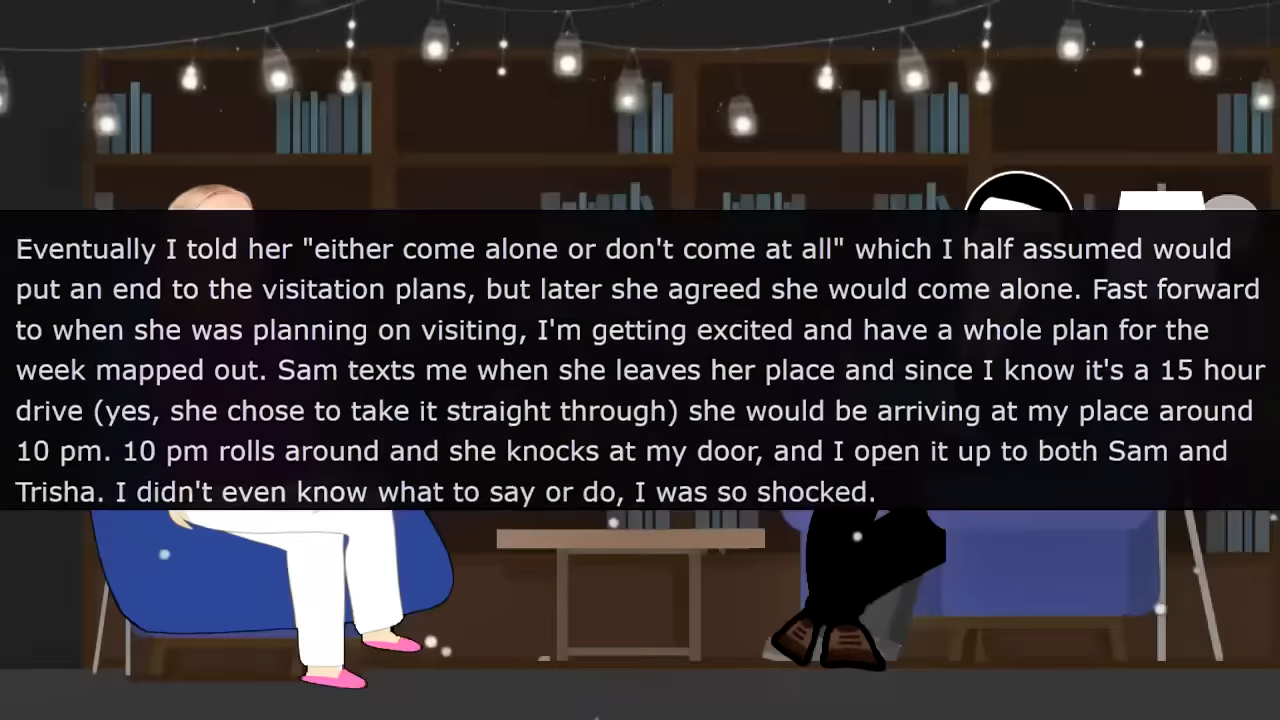 Eventually I told her "either come alone or don't come at all" which I half assumed would
put an end to the visitation plans, but later she agreed she would come alone. Fast forward
to when she was planning on visiting, I'm getting excited and have a whole plan for the
week mapped out. Sam texts me when she leaves her place and since I know it's a 15 hour
drive (yes, she chose to take it straight through) she would be arriving at my place around
10 pm. 10 pm rolls around and she knocks at my door, and I open it up to both Sam and
Trisha. I didn't even know what to say or do, I was so shocked.